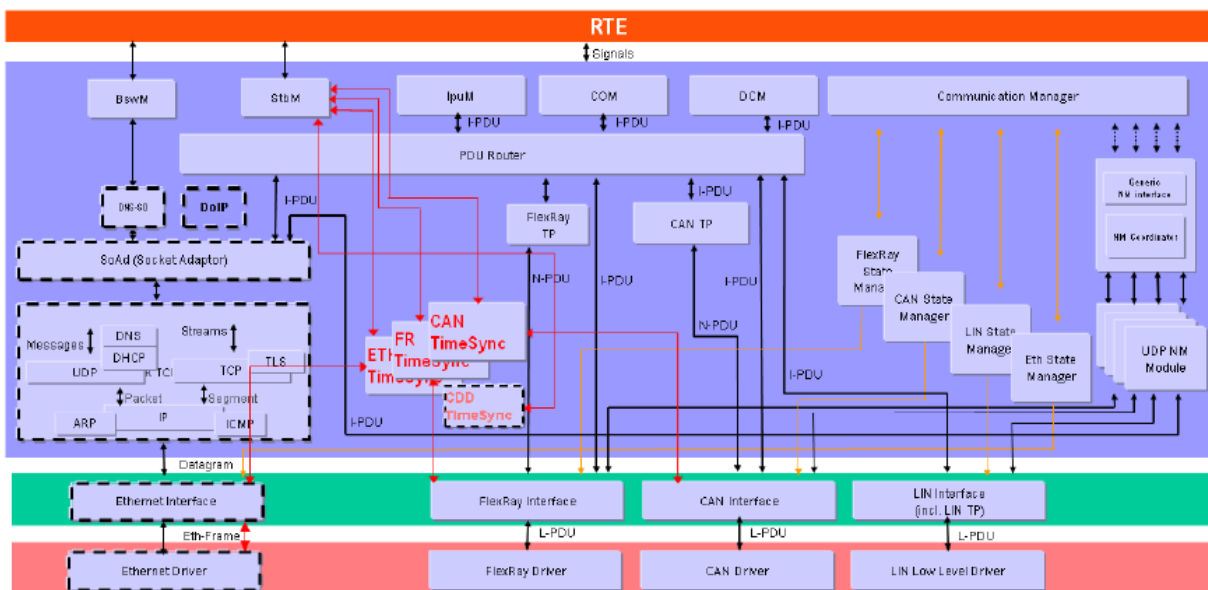 RTE
Signals
BswM
StbM
IpuM
COM
DCM
Communication Manager
I-PDU
I-PDU
I-PDU
PDU Router
Generic
NM interface
NM Coordinator
I-PDU
I-PDU
I-PDU
DoIP
FlexRay
TP
CAN TP
SoAd (Socket Adaptor)
FlexRay
State
CAN State
Manager
LIN State
Manager
Eth State
Manager
N-PDU
I-PDU
I-PDU
N-PDU
I-PDU
UDP NM
Module
Messages
DNS
DHCP
UDP
Streams
TCP
TLS
Packet
Segment
ARP
IP
ICMP
CAN
TimeSync
FR
TimeSync
TimeSync
CDD
TimeSync
I-PDU
Datagram
Ethernet Interface
FlexRay Interface
CAN Interface
LIN Interface
(incl. LIN TP)
Eth-Frame
L-PDU
L-PDU
L-PDU
Ethernet Driver
FlexRay Driver
CAN Driver
LIN Low Level Driver